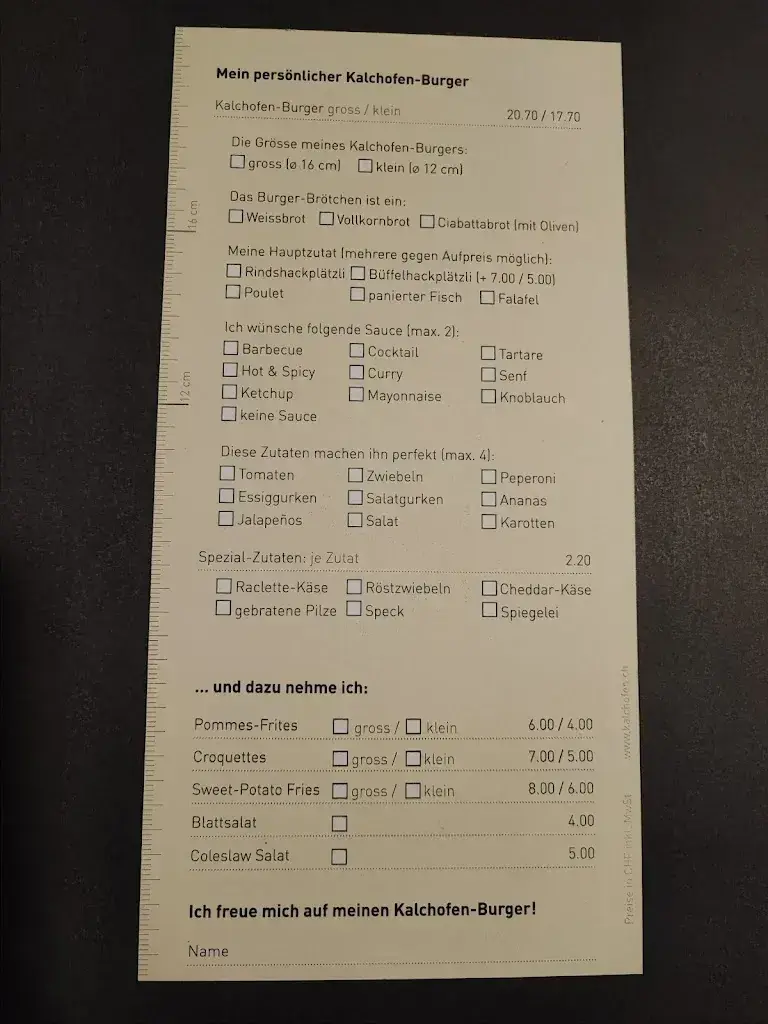 Mein persönlicher Kalchofen-Burger
Kalchofen-Burger gross / klein 20.70 / 17.70
Die Grösse meines Kalchofen-Burgers:
gross (ø 16 cm) klein (ø 12 cm)
Das Burger-Brötchen ist ein:
Weissbrot Vollkornbrot Ciabattabrot (mit Oliven)
Meine Hauptzutat (mehrere gegen Aufpreis möglich):
Rindshackplätzli Büffelhackplätzli (+ 7.00 / 5.00)
Poulet panierter Fisch Falafel
Ich wünsche folgende Sauce (max. 2):
Barbecue Cocktail Tartare
Hot & Spicy Curry Senf
Ketchup Mayonnaise Knoblauch
keine Sauce
Diese Zutaten machen ihn perfekt (max. 4):
Tomaten Zwiebeln Peperoni
Essiggurken Salatgurken Ananas
Jalapeños Salat Karotten
Spezial-Zutaten: je Zutat 2.20
Raclette-Käse Röstzwiebeln Cheddar-Käse
gebratene Pilze Speck Spiegelei
... und dazu nehme ich:
Pommes-Frites gross / klein 6.00 / 4.00
Croquettes gross / klein 7.00 / 5.00
Sweet-Potato Fries gross / klein 8.00 / 6.00
Blattsalat 4.00
Coleslaw Salat 5.00
Ich freue mich auf meinen Kalchofen-Burger!
Name
16 cm
12 cm
Preise in CHF inkl. MwSt. www.kalchofen.ch